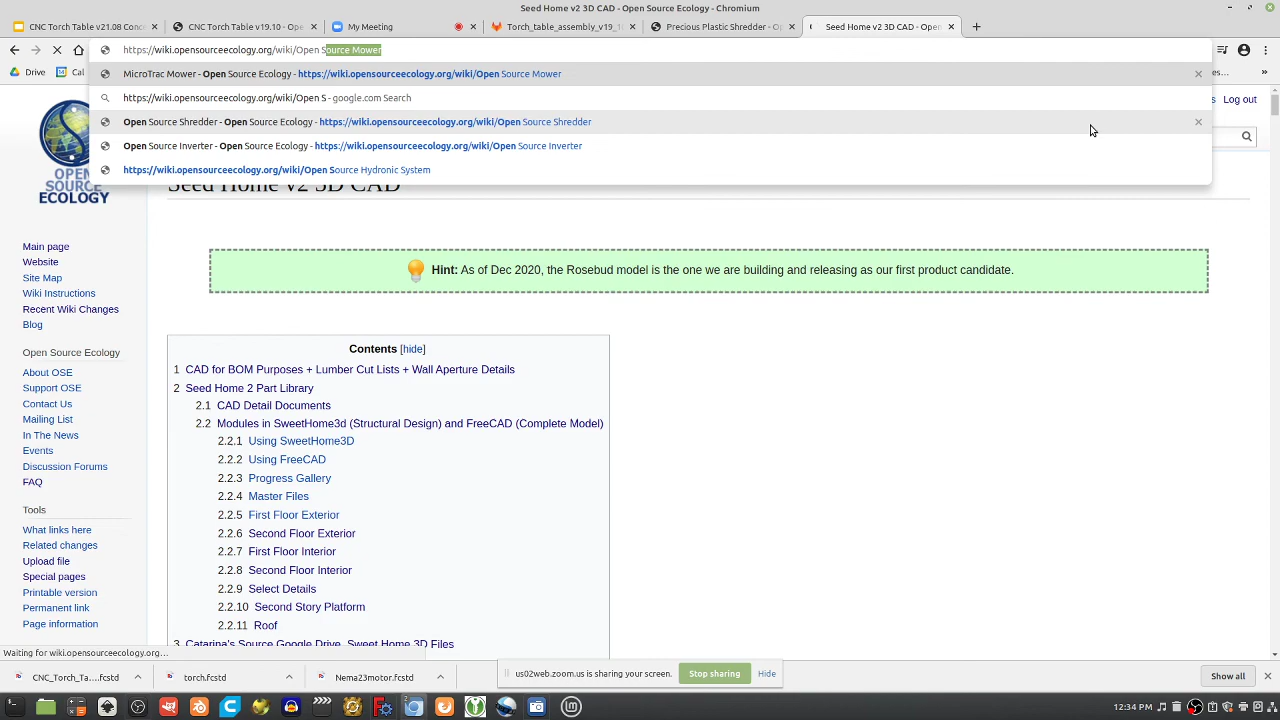 Seed Home v2 3D CAD - Open Source Ecology - Chromium
CNC Torch Table v21.08 Conce
CNC Torch Table v19.10 - Oper
My Meeting
Torch_table_assembly_v19_10
Precious Plastic Shredder - Op
Seed Home v2 3D CAD - Open
https://wiki.opensourceecology.org/wiki/Open Source Mower
MicroTrac Mower - Open Source Ecology - https://wiki.opensourceecology.org/wiki/Open Source Mower
https://wiki.opensourceecology.org/wiki/Open S - google.com Search
Open Source Shredder - Open Source Ecology - https://wiki.opensourceecology.org/wiki/Open Source Shredder
Open Source Inverter - Open Source Ecology - https://wiki.opensourceecology.org/wiki/Open Source Inverter
https://wiki.opensourceecology.org/wiki/Open Source Hydronic System
Drive
Cal
Log out
OPEN
SOURCE
ECOLOGY
Seed Home v2 3D CAD
Main page
Website
Site Map
Wiki Instructions
Recent Wiki Changes
Blog
Open Source Ecology
About OSE
Support OSE
Contact Us
Mailing List
In The News
Events
Discussion Forums
FAQ
Tools
What links here
Related changes
Upload file
Special pages
Printable version
Permanent link
Page information
Hint: As of Dec 2020, the Rosebud model is the one we are building and releasing as our first product candidate.
Contents [hide]
1 CAD for BOM Purposes + Lumber Cut Lists + Wall Aperture Details
2 Seed Home 2 Part Library
2.1 CAD Detail Documents
2.2 Modules in SweetHome3d (Structural Design) and FreeCAD (Complete Model)
2.2.1 Using SweetHome3D
2.2.2 Using FreeCAD
2.2.3 Progress Gallery
2.2.4 Master Files
2.2.5 First Floor Exterior
2.2.6 Second Floor Exterior
2.2.7 First Floor Interior
2.2.8 Second Floor Interior
2.2.9 Select Details
2.2.10 Second Story Platform
2.2.11 Roof
3 Catarina's Source Google Drive, Sweet Home 3D Files
Waiting for wiki.opensourceecology.org...
CNC_Torch_Ta....fcstd
torch.fcstd
Nema23motor.fcstd
us02web.zoom.us is sharing your screen.
Stop sharing
Hide
Show all
12:34 PM